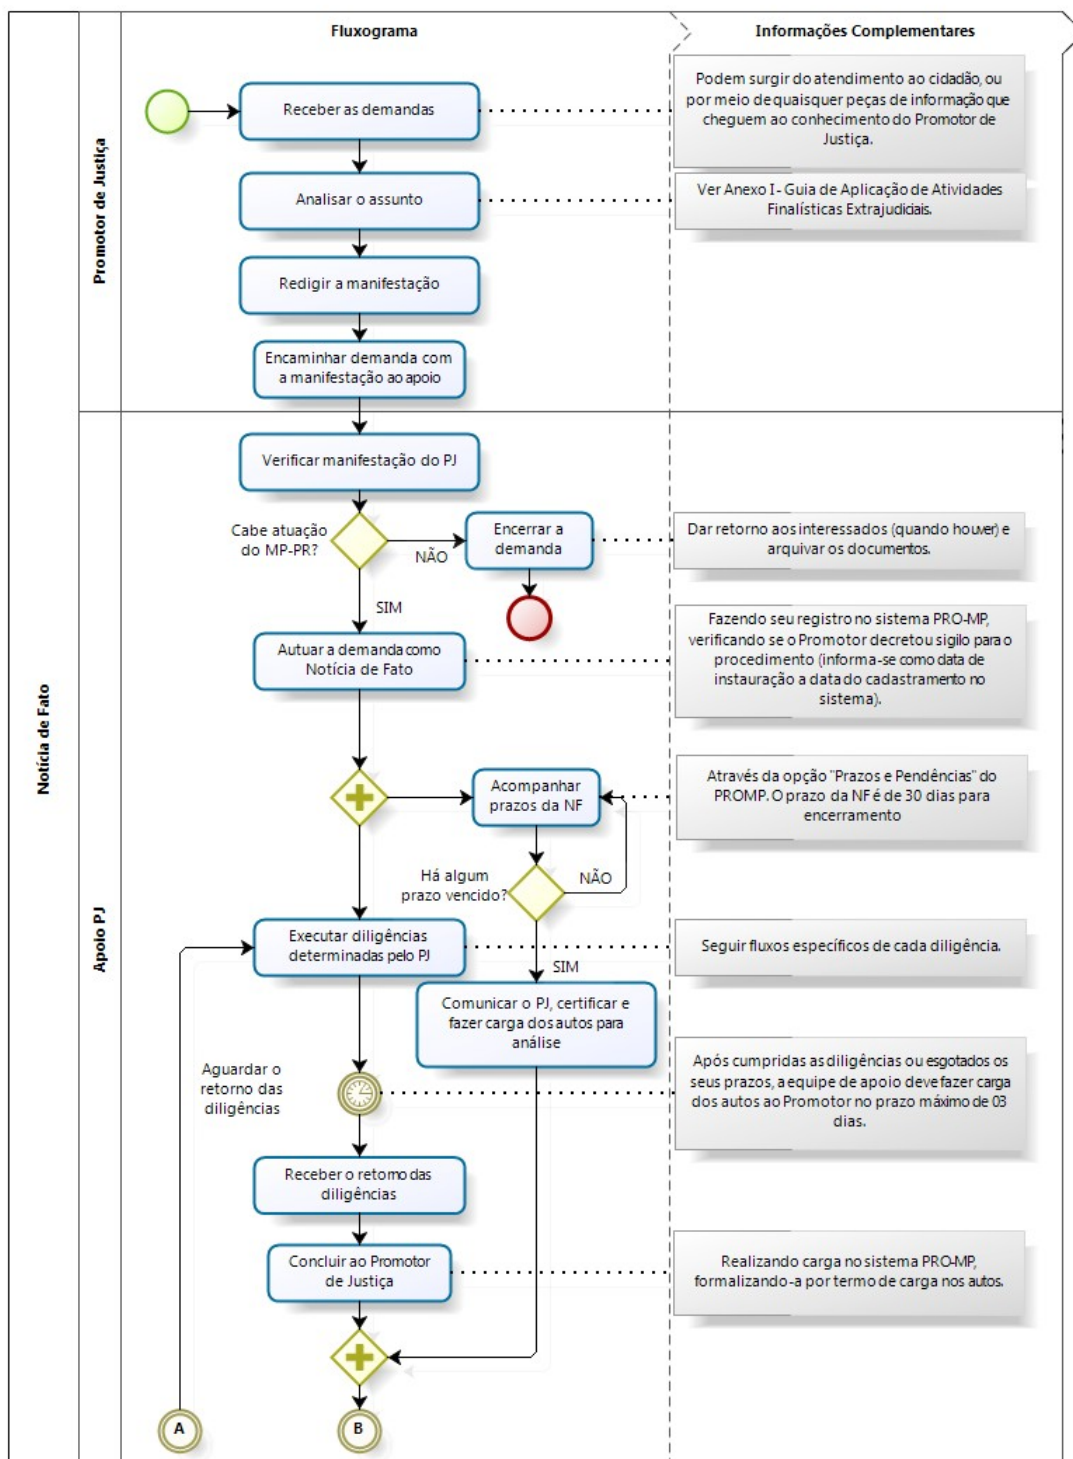 Fluxograma
Informações Complementares
Notícia de Fato
Promotor de Justiça
Receber as demandas
Podem surgir do atendimento ao cidadão, ou
por meio de quaisquer peças de informação que
cheguem ao conhecimento do Promotor de
Justiça.
Analisar o assunto
Ver Anexo I - Guia de Aplicação de Atividades
Finalísticas Extrajudiciais.
Redigir a manifestação
Encaminhar demanda com
a manifestação ao apoio
Apoio PJ
Verificar manifestação do PJ
Cabe atuação
do MP-PR?
NÃO
Encerrar a
demanda
Dar retorno aos interessados (quando houver) e
arquivar os documentos.
SIM
Autuar a demanda como
Notícia de Fato
Fazendo seu registro no sistema PRO-MP,
verificando se o Promotor decretou sigilo para o
procedimento (informa-se como data de
instauração a data do cadastramento no
sistema).
Acompanhar
prazos da NF
Através da opção "Prazos e Pendências" do
PROMP. O prazo da NF é de 30 dias para
encerramento
Há algum
prazo vencido?
NÃO
SIM
Executar diligências
determinadas pelo PJ
Seguir fluxos específicos de cada diligência.
Comunicar o PJ, certificar e
fazer carga dos autos para
análise
Aguardar o
retorno das
diligências
Após cumpridas as diligências ou esgotados os
seus prazos, a equipe de apoio deve fazer carga
dos autos ao Promotor no prazo máximo de 03
dias.
Receber o retorno das
diligências
Concluir ao Promotor
de Justiça
Realizando carga no sistema PRO-MP,
formalizando-a por termo de carga nos autos.
A
B